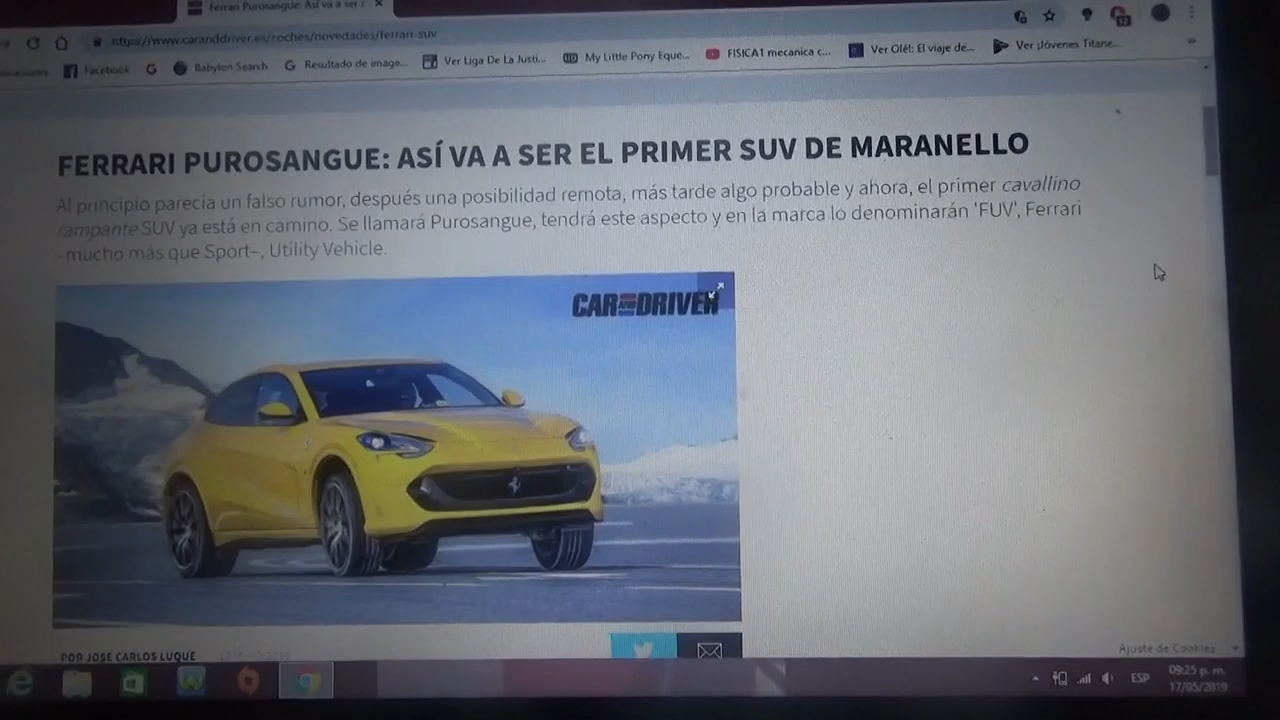 Ferrari Purosangue: Así va a ser
https://www.caranddriver.es/coches/novedades/ferrari-suv
12
Facebook
G
Babylon Search
G Resultado de image...
Ver Liga De La Justi...
My Little Pony Eque...
FISICA1 mecanica c...
Ver Olé!: El viaje de...
Ver ¡Jóvenes Titane...
FERRARI PUROSANGUE: ASÍ VA A SER EL PRIMER SUV DE MARANELLO
Al principio parecía un falso rumor, después una posibilidad remota, más tarde algo probable y ahora, el primer cavallino
rampante SUV ya está en camino. Se llamará Purosangue, tendrá este aspecto y en la marca lo denominarán 'FUV', Ferrari
–mucho más que Sport–, Utility Vehicle.
CAR AND DRIVER
POR JOSE CARLOS LUQUE
Ajuste de Cookies
ESP
09:25 p. m.
17/05/2019